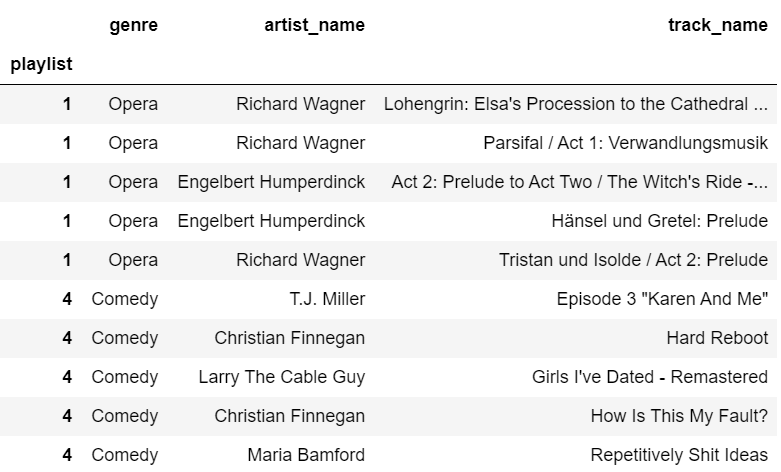 genre artist_name track_name
playlist
1 Opera Richard Wagner Lohengrin: Elsa's Procession to the Cathedral ...
1 Opera Richard Wagner Parsifal / Act 1: Verwandlungsmusik
1 Opera Engelbert Humperdinck Act 2: Prelude to Act Two / The Witch's Ride -...
1 Opera Engelbert Humperdinck Hänsel und Gretel: Prelude
1 Opera Richard Wagner Tristan und Isolde / Act 2: Prelude
4 Comedy T.J. Miller Episode 3 "Karen And Me"
4 Comedy Christian Finnegan Hard Reboot
4 Comedy Larry The Cable Guy Girls I've Dated - Remastered
4 Comedy Christian Finnegan How Is This My Fault?
4 Comedy Maria Bamford Repetitively Shit Ideas